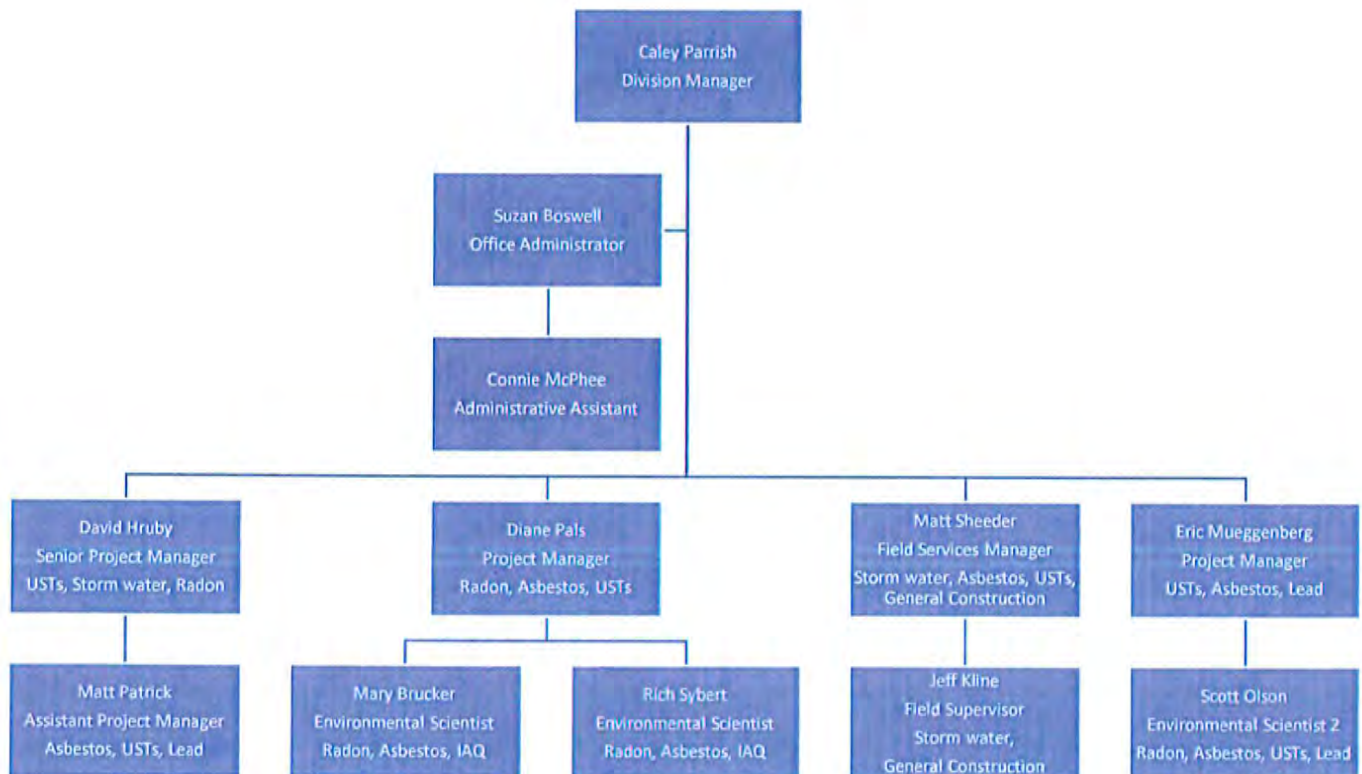 Caley Parrish
Division Manager
Suzan Boswell
Office Administrator
Connie McPhee
Administrative Assistant
David Hruby
Senior Project Manager
USTs, Storm water, Radon
Diane Pals
Project Manager
Radon, Asbestos, USTs
Matt Sheeder
Field Services Manager
Storm water, Asbestos, USTs,
General Construction
Eric Mueggenberg
Project Manager
USTs, Asbestos, Lead
Matt Patrick
Assistant Project Manager
Asbestos, USTs, Lead
Mary Brucker
Environmental Scientist
Radon, Asbestos, IAQ
Rich Sybert
Environmental Scientist
Radon, Asbestos, IAQ
Jeff Kline
Field Supervisor
Storm water,
General Construction
Scott Olson
Environmental Scientist 2
Radon, Asbestos, USTs, Lead